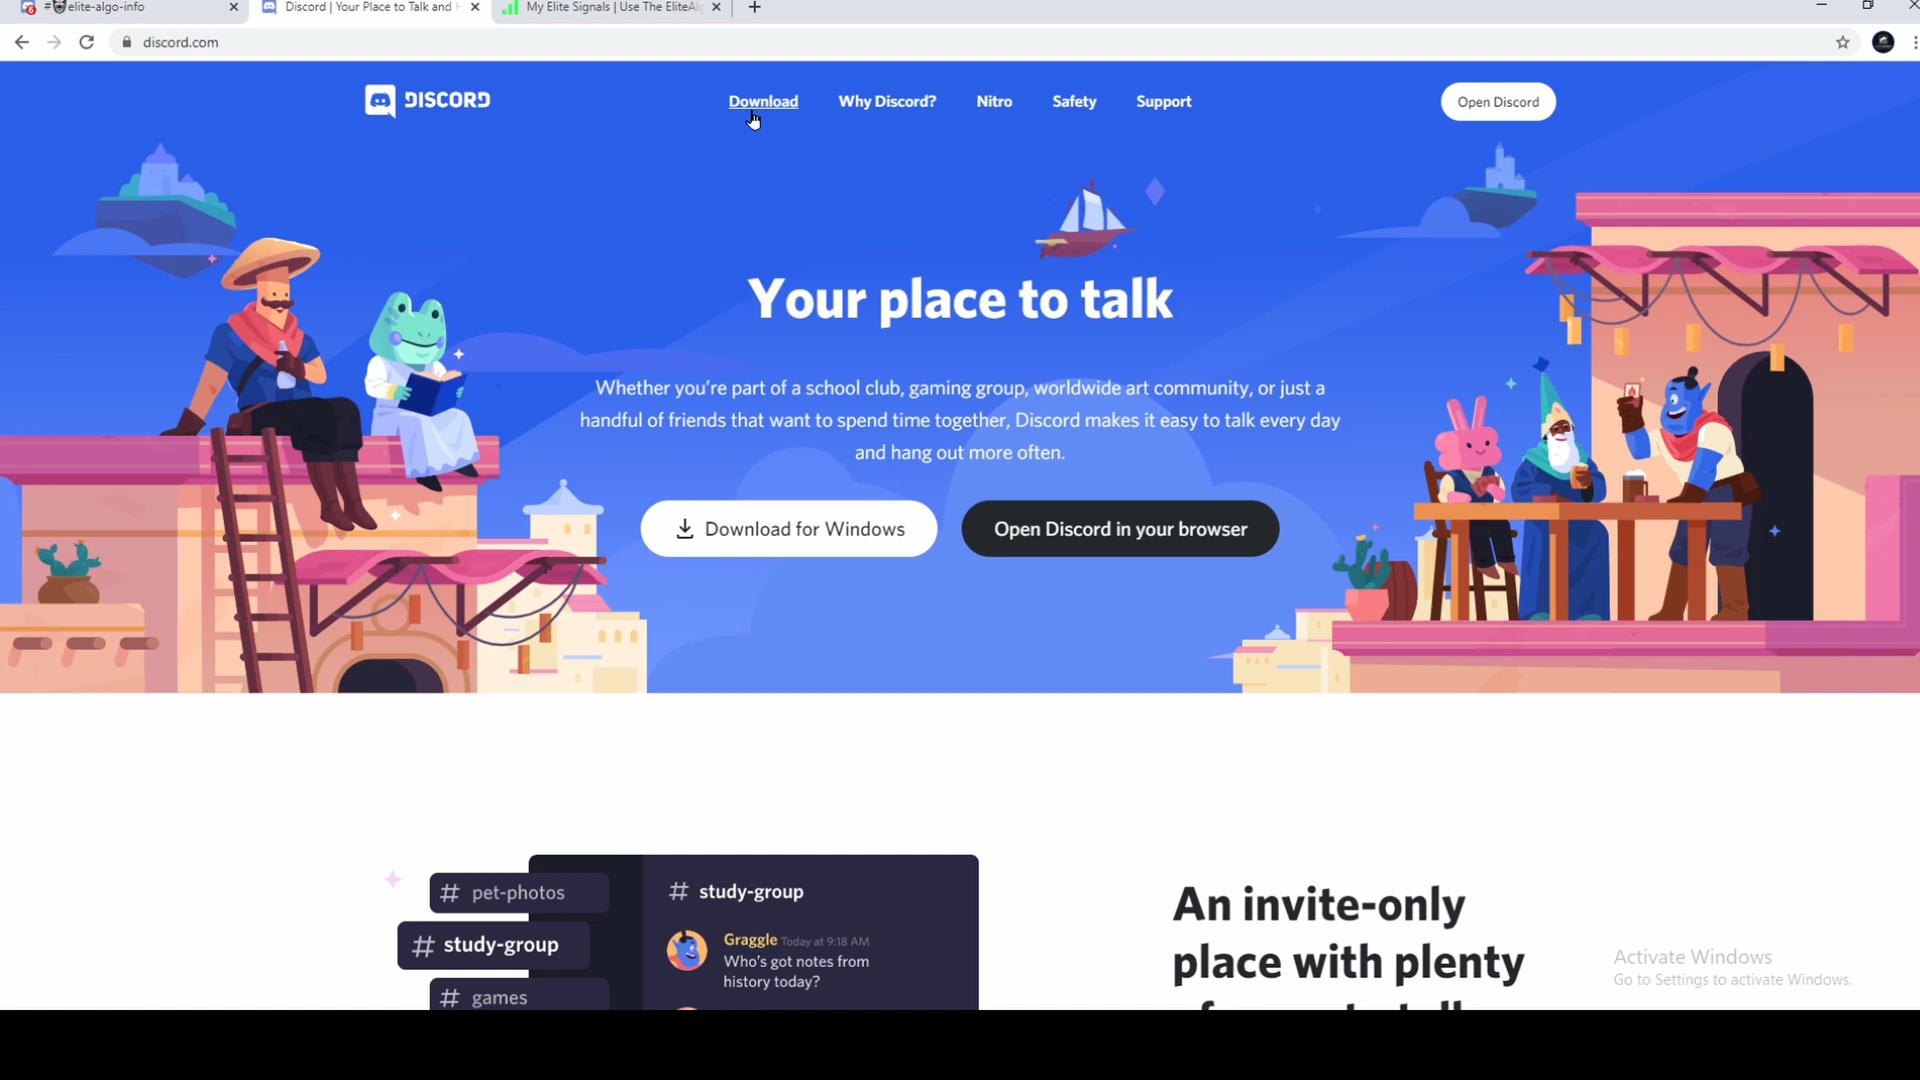 #elite-algo-info
Discord | Your Place to Talk and H
My Elite Signals | Use The EliteAl
discord.com
DISCORD
Download
Why Discord?
Nitro
Safety
Support
Open Discord
Your place to talk
Whether you're part of a school club, gaming group, worldwide art community, or just a
handful of friends that want to spend time together, Discord makes it easy to talk every day
and hang out more often.
Download for Windows
Open Discord in your browser
# pet-photos
# study-group
# games
# study-group
Graggle Today at 9:18 AM
Who's got notes from
history today?
An invite-only
place with plenty
Activate Windows
Go to Settings to activate Windows.